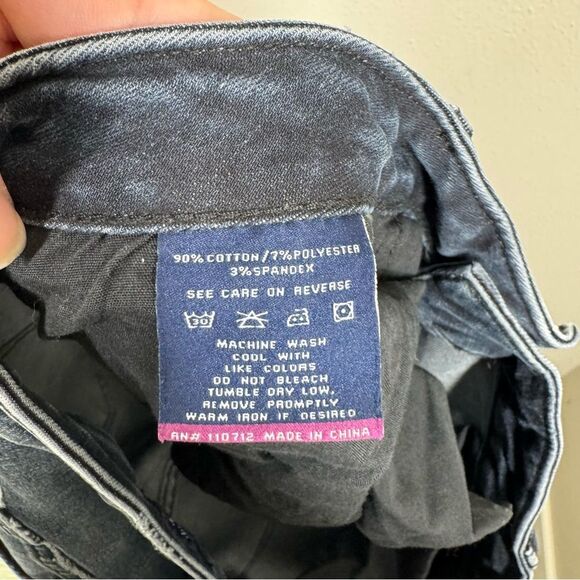 90% COTTON/7% POLYESTER
3% SPANDEX
SEE CARE ON REVERSE
30
MACHINE WASH
COOL WITH
LIKE COLORS
DO NOT BLEACH
TUMBLE DRY LOW.
REMOVE PROMPTLY
WARM IRON IF DESIRED
RN# 110712 MADE IN CHINA